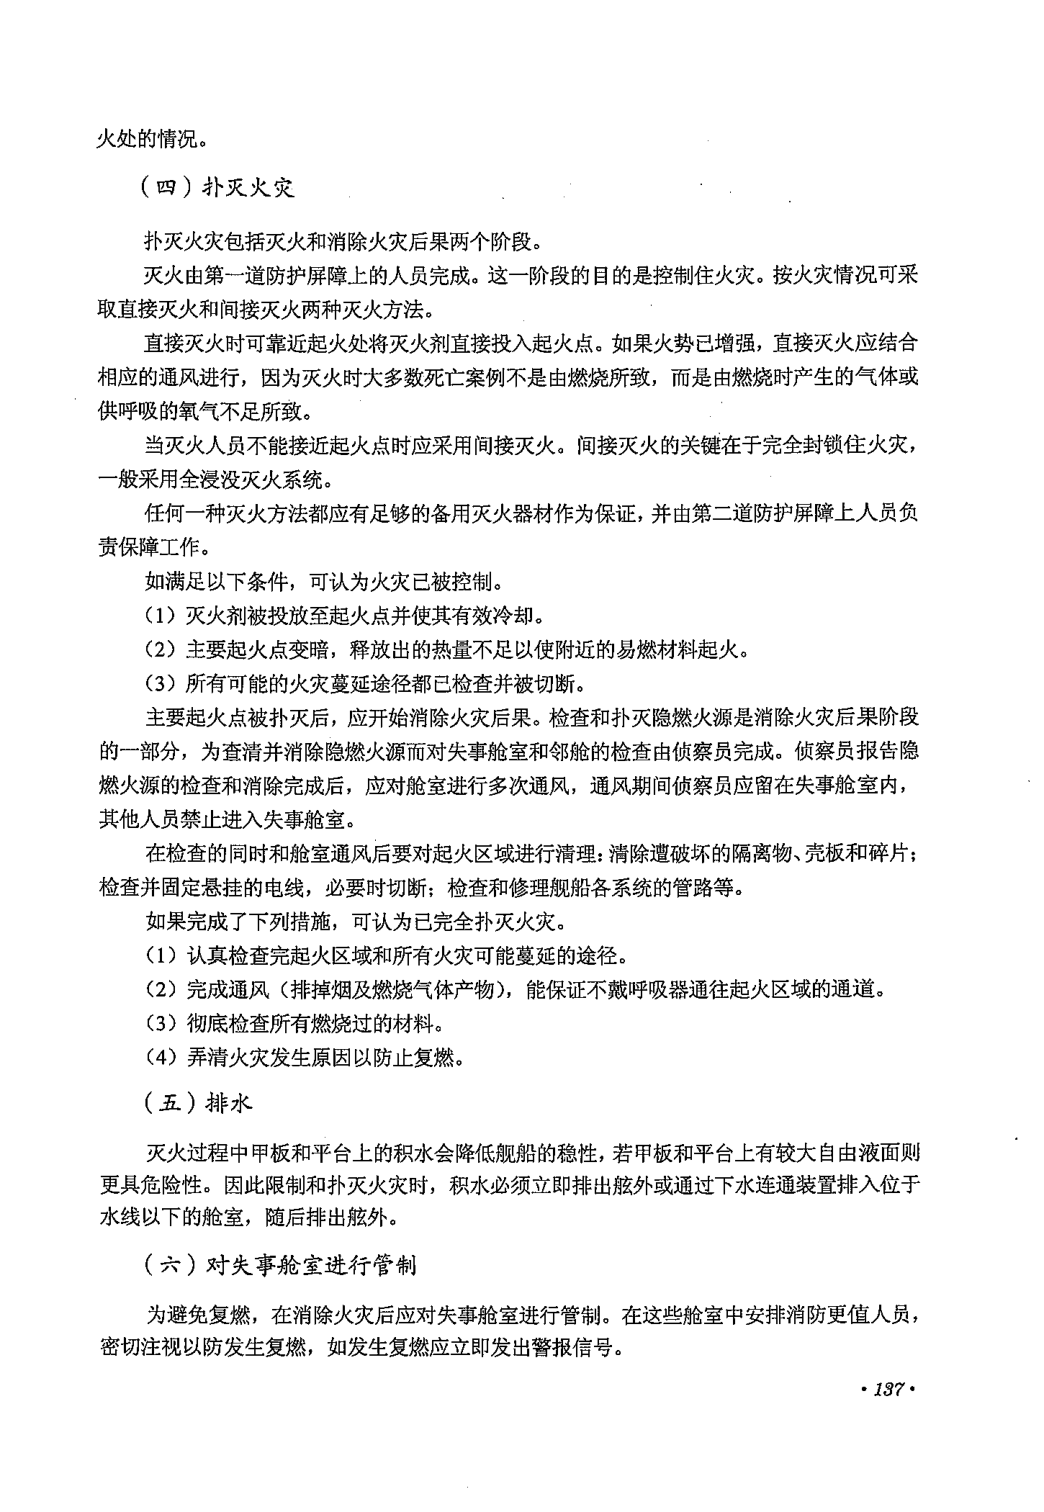 火处的情况。
（四）扑灭火灾
扑灭火灾包括灭火和消除火灾后果两个阶段。
灭火由第一道防护屏障上的人员完成。这一阶段的目的是控制住火灾。按火灾情况可采
取直接灭火和间接灭火两种灭火方法。
直接灭火时可靠近起火处将灭火剂直接投入起火点。如果火势已增强，直接灭火应结合
相应的通风进行，因为灭火时大多数死亡案例不是由燃烧所致，而是由燃烧时产生的气体或
供呼吸的氧气不足所致。
当灭火人员不能接近起火点时应采用间接灭火。间接灭火的关键在于完全封锁住火灾，
一般采用全浸没灭火系统。
任何一种灭火方法都应有足够的备用灭火器材作为保证，并由第二道防护屏障上人员负
责保障工作。
如满足以下条件，可认为火灾已被控制。
（1）灭火剂被投放至起火点并使其有效冷却。
（2）主要起火点变暗，释放出的热量不足以使附近的易燃材料起火。
（3）所有可能的火灾蔓延途径都已检查并被切断。
主要起火点被扑灭后，应开始消除火灾后果。检查和扑灭隐燃火源是消除火灾后果阶段
的一部分，为查清并消除隐燃火源而对失事舱室和邻舱的检查由侦察员完成。侦察员报告隐
燃火源的检查和消除完成后，应对舱室进行多次通风，通风期间侦察员应留在失事舱室内，
其他人员禁止进入失事舱室。
在检查的同时和舱室通风后要对起火区域进行清理：清除遭破坏的隔离物、壳板和碎片；
检查并固定悬挂的电线，必要时切断；检查和修理舰船各系统的管路等。
如果完成了下列措施，可认为已完全扑灭火灾。
（1）认真检查完起火区域和所有火灾可能蔓延的途径。
（2）完成通风（排掉烟及燃烧气体产物），能保证不戴呼吸器通往起火区域的通道。
（3）彻底检查所有燃烧过的材料。
（4）弄清火灾发生原因以防止复燃。
（五）排水
灭火过程中甲板和平台上的积水会降低舰船的稳性，若甲板和平台上有较大自由液面则
更具危险性。因此限制和扑灭火灾时，积水必须立即排出舷外或通过下水连通装置排入位于
水线以下的舱室，随后排出舷外。
（六）对失事舱室进行管制
为避免复燃，在消除火灾后应对失事舱室进行管制。在这些舱室中安排消防更值人员，
密切注视以防发生复燃，如发生复燃应立即发出警报信号。
·137·